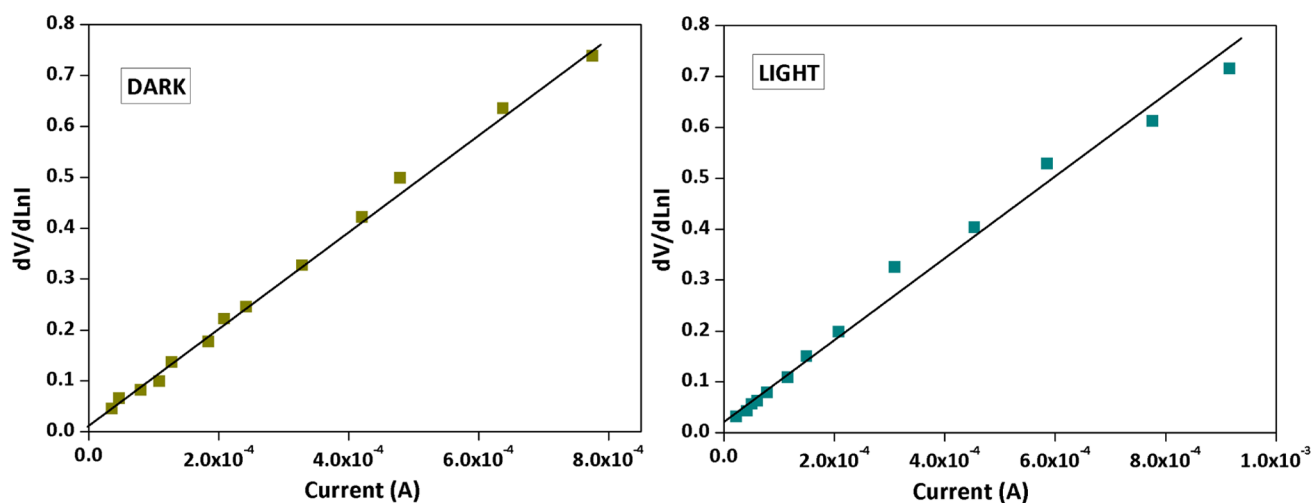 DARK
dV/dLnI
0.8
0.7
0.6
0.5
0.4
0.3
0.2
0.1
0.0
0.0 2.0x10⁻⁴ 4.0x10⁻⁴ 6.0x10⁻⁴ 8.0x10⁻⁴
Current (A)
LIGHT
dV/dLnI
0.8
0.7
0.6
0.5
0.4
0.3
0.2
0.1
0.0
0.0 2.0x10⁻⁴ 4.0x10⁻⁴ 6.0x10⁻⁴ 8.0x10⁻⁴ 1.0x10⁻³
Current (A)